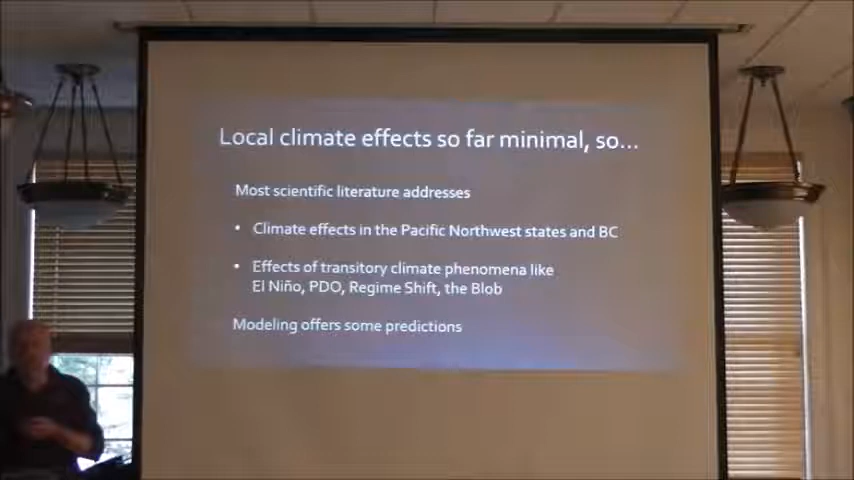 Local climate effects so far minimal, so...
Most scientific literature addresses
• Climate effects in the Pacific Northwest states and BC
• Effects of transitory climate phenomena like
El Niño, PDO, Regime Shift, the Blob
Modeling offers some predictions